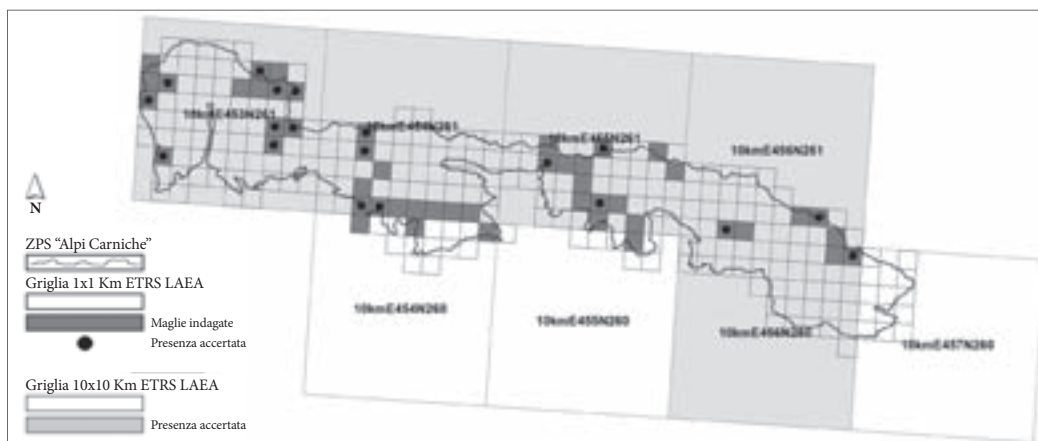 10kmE453N261
10kmE454N261
10kmE455N261
10kmE456N261
N
ZPS “Alpi Carniche”
Griglia 1x1 Km ETRS LAEA
Maglie indagate
Presenza accertata
10kmE454N260
10kmE455N260
10kmE456N260
10kmE457N260
Griglia 10x10 Km ETRS LAEA
Presenza accertata